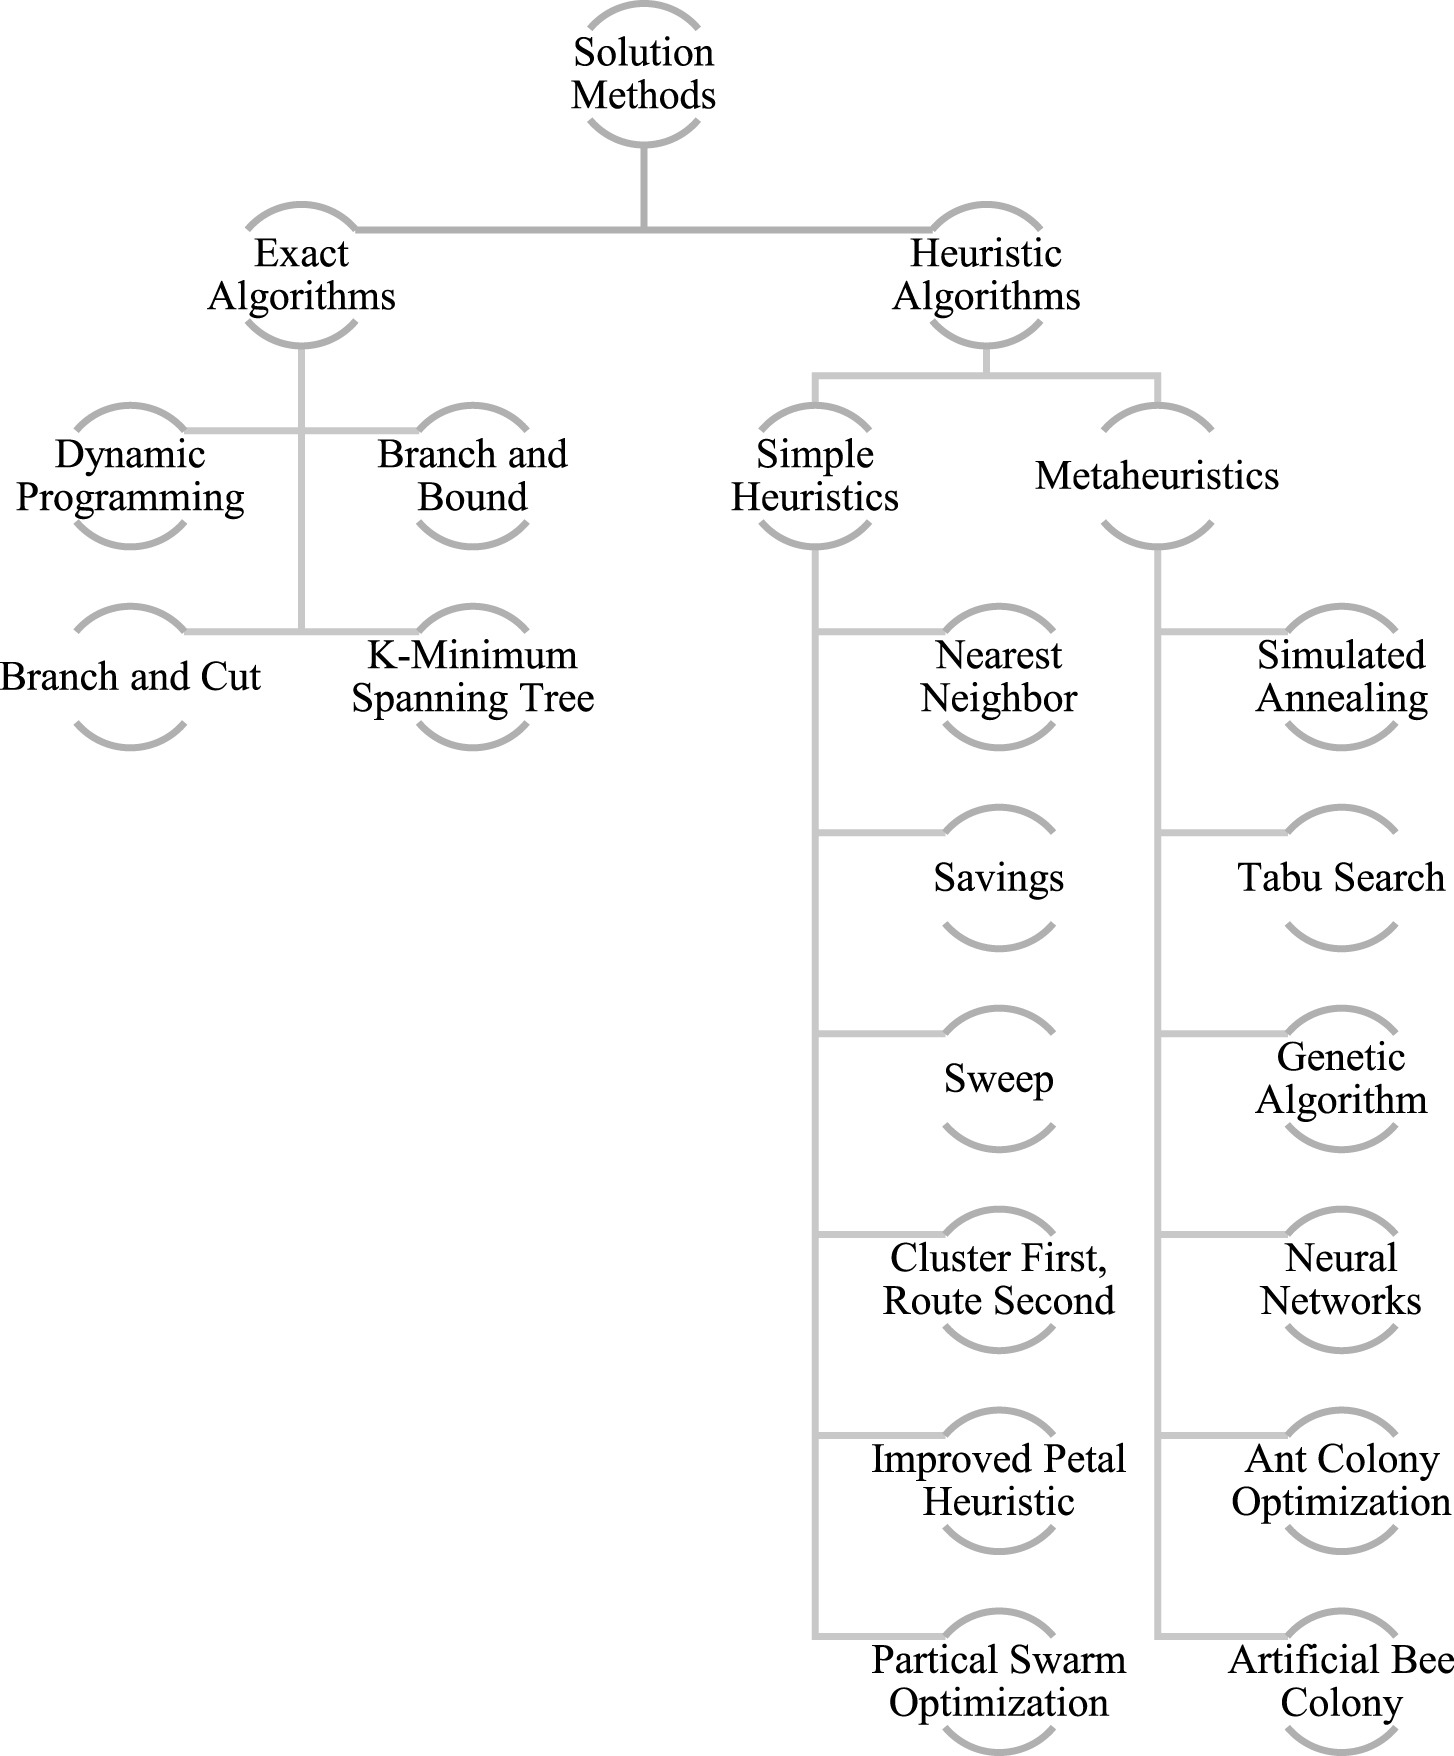 Solution
Methods
Exact
Algorithms
Heuristic
Algorithms
Dynamic
Programming
Branch and
Bound
Simple
Heuristics
Metaheuristics
Branch and Cut
K-Minimum
Spanning Tree
Nearest
Neighbor
Simulated
Annealing
Savings
Tabu Search
Sweep
Genetic
Algorithm
Cluster First,
Route Second
Neural
Networks
Improved Petal
Heuristic
Ant Colony
Optimization
Partical Swarm
Optimization
Artificial Bee
Colony